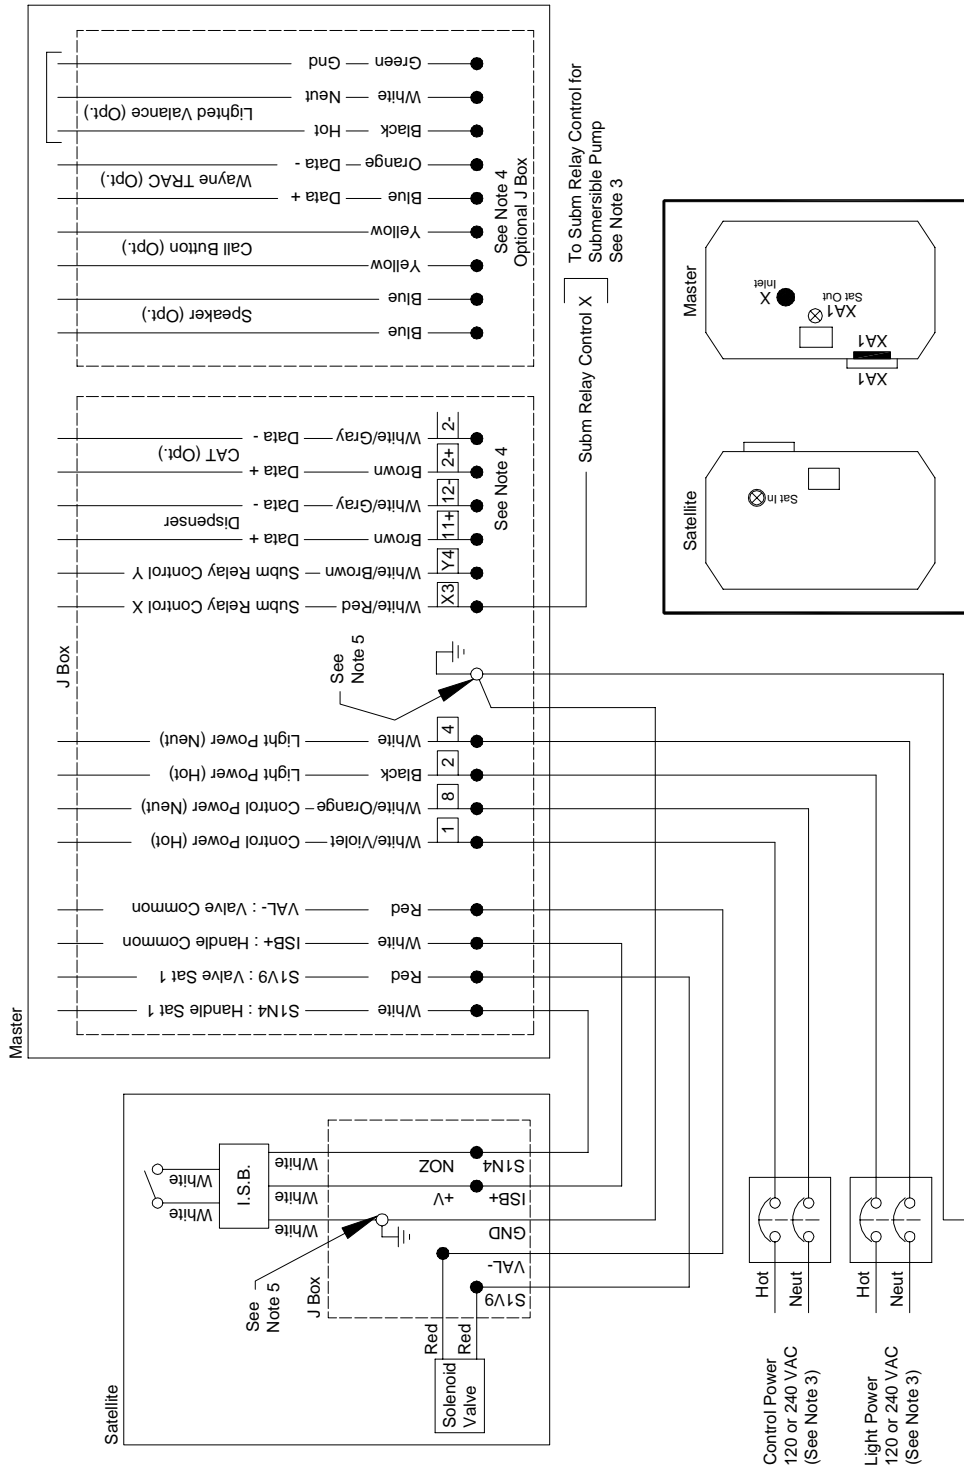 Green — Gnd
White — Neut
Black — Hot
Lighted Valance (Opt.)
Orange — Data -
Blue — Data +
Wayne TRAC (Opt.)
Yellow
Yellow
Call Button (Opt.)
Blue
Blue
Speaker (Opt.)
See Note 4
Optional J Box
To Subm Relay Control for
Submersible Pump
See Note 3
Subm Relay Control X
White/Gray — Data -
2-
Brown — Data +
2+
CAT (Opt.)
White/Gray — Data -
12-
Brown — Data +
11+
Dispenser
White/Brown — Subm Relay Control Y
Y4
White/Red — Subm Relay Control X
X3
See Note 4
J Box
See
Note 5
White — Light Power (Neut)
4
Black — Light Power (Hot)
2
White/Orange — Control Power (Neut)
8
White/Violet — Control Power (Hot)
1
Red — VAL- : Valve Common
White — ISB+ : Handle Common
Red — S1V9 : Valve Sat 1
White — S1N4 : Handle Sat 1
Master
Master
X
Inlet
XA1
Sat Out
XA1
XA1
Satellite
Sat In
White
White
I.S.B.
White
White
White
NOZ
S1N4
+V
ISB+
GND
VAL-
S1V9
See
Note 5
J Box
Red
Red
Solenoid
Valve
Satellite
Hot
Neut
Control Power
120 or 240 VAC
(See Note 3)
Hot
Neut
Light Power
120 or 240 VAC
(See Note 3)